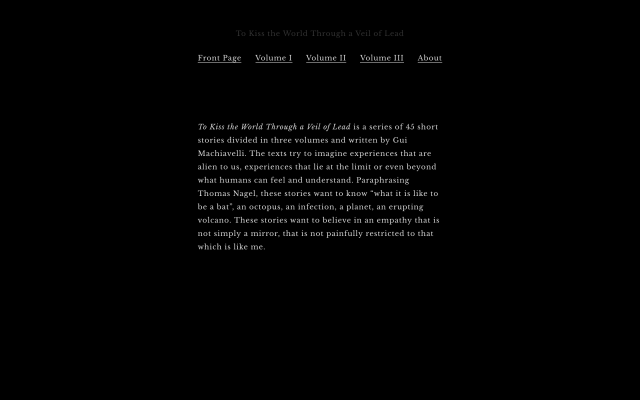 To Kiss the World Through a Veil of Lead
Front Page Volume I Volume II Volume III About
To Kiss the World Through a Veil of Lead is a series of 45 short
stories divided in three volumes and written by Gui
Machiavelli. The texts try to imagine experiences that are
alien to us, experiences that lie at the limit or even beyond
what humans can feel and understand. Paraphrasing
Thomas Nagel, these stories want to know “what it is like to
be a bat”, an octopus, an infection, a planet, an erupting
volcano. These stories want to believe in an empathy that is
not simply a mirror, that is not painfully restricted to that
which is like me.